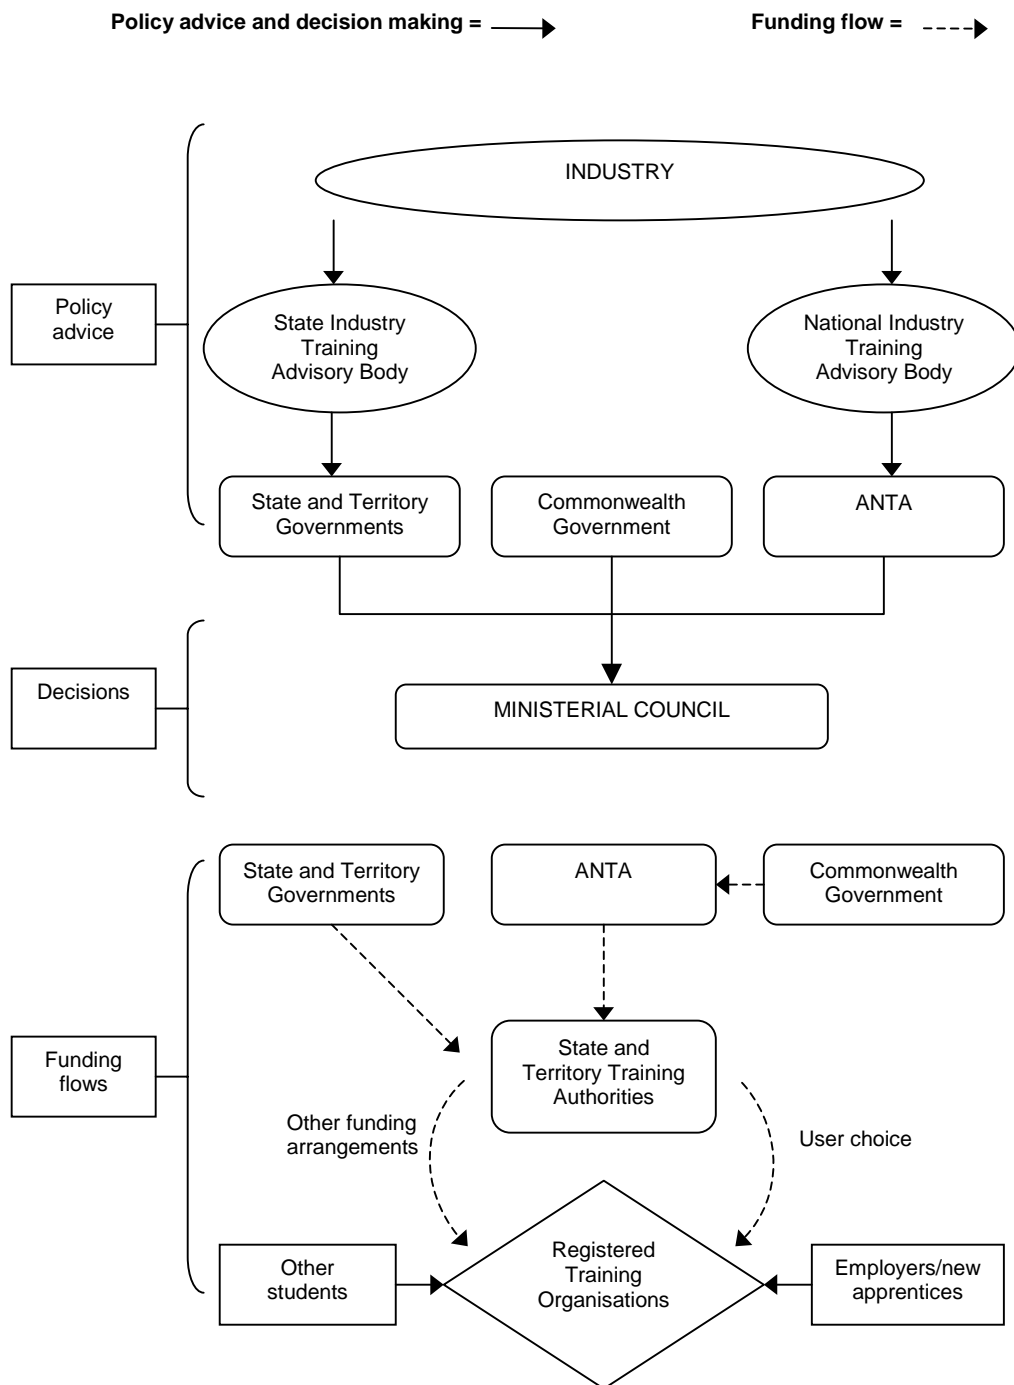 Policy advice and decision making =
Funding flow =
INDUSTRY
Policy
advice
State Industry
Training
Advisory Body
National Industry
Training
Advisory Body
State and Territory
Governments
Commonwealth
Government
ANTA
Decisions
MINISTERIAL COUNCIL
State and Territory
Governments
ANTA
Commonwealth
Government
Funding
flows
State and
Territory Training
Authorities
Other funding
arrangements
User choice
Other
students
Registered
Training
Organisations
Employers/new
apprentices